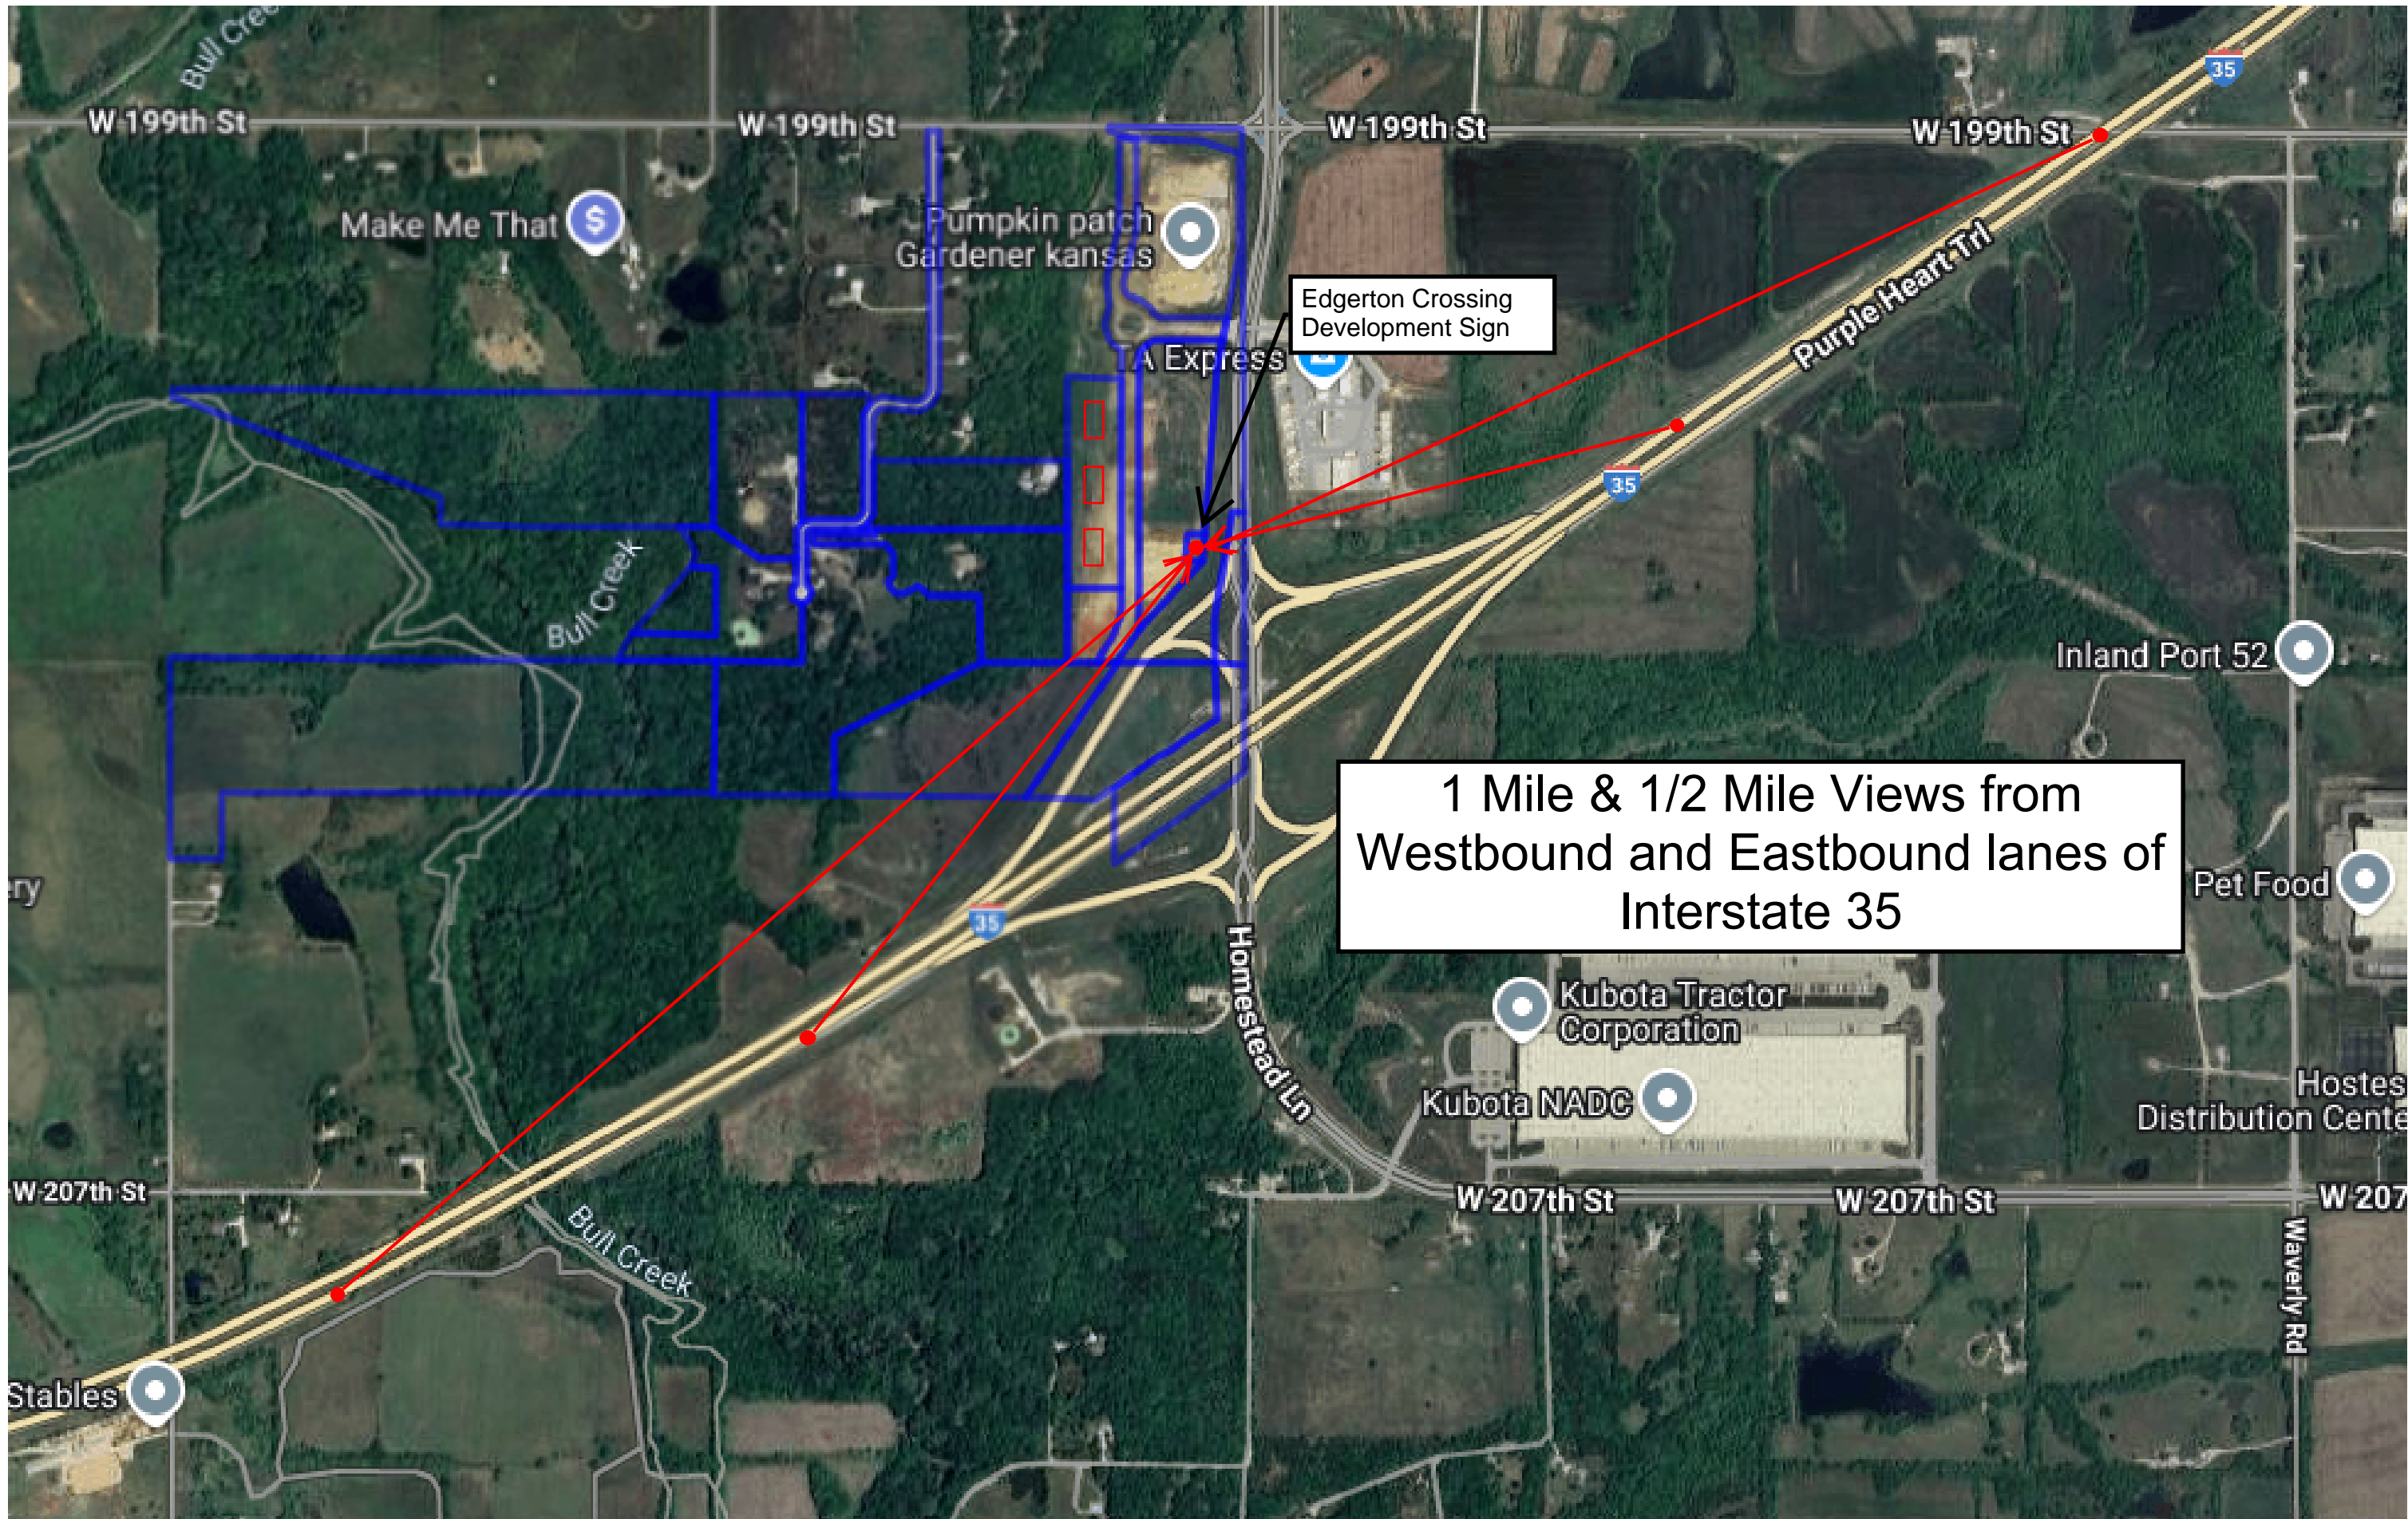 Bull Cree
35
W 199th St
W 199th St
W 199th St
W 199th St
Make Me That
$
Pumpkin patch
Gardener kansas
Purple Heart Trl
Edgerton Crossing
Development Sign
TA Express
35
Bull Creek
Inland Port 52
1 Mile & 1/2 Mile Views from
Westbound and Eastbound lanes of
Interstate 35
ry
Pet Food
35
Homestead Ln
Kubota Tractor
Corporation
Kubota NADC
Hostes
Distribution Cente
W 207th St
W 207th St
W 207th St
W 207
Bull Creek
Waverly Rd
Stables